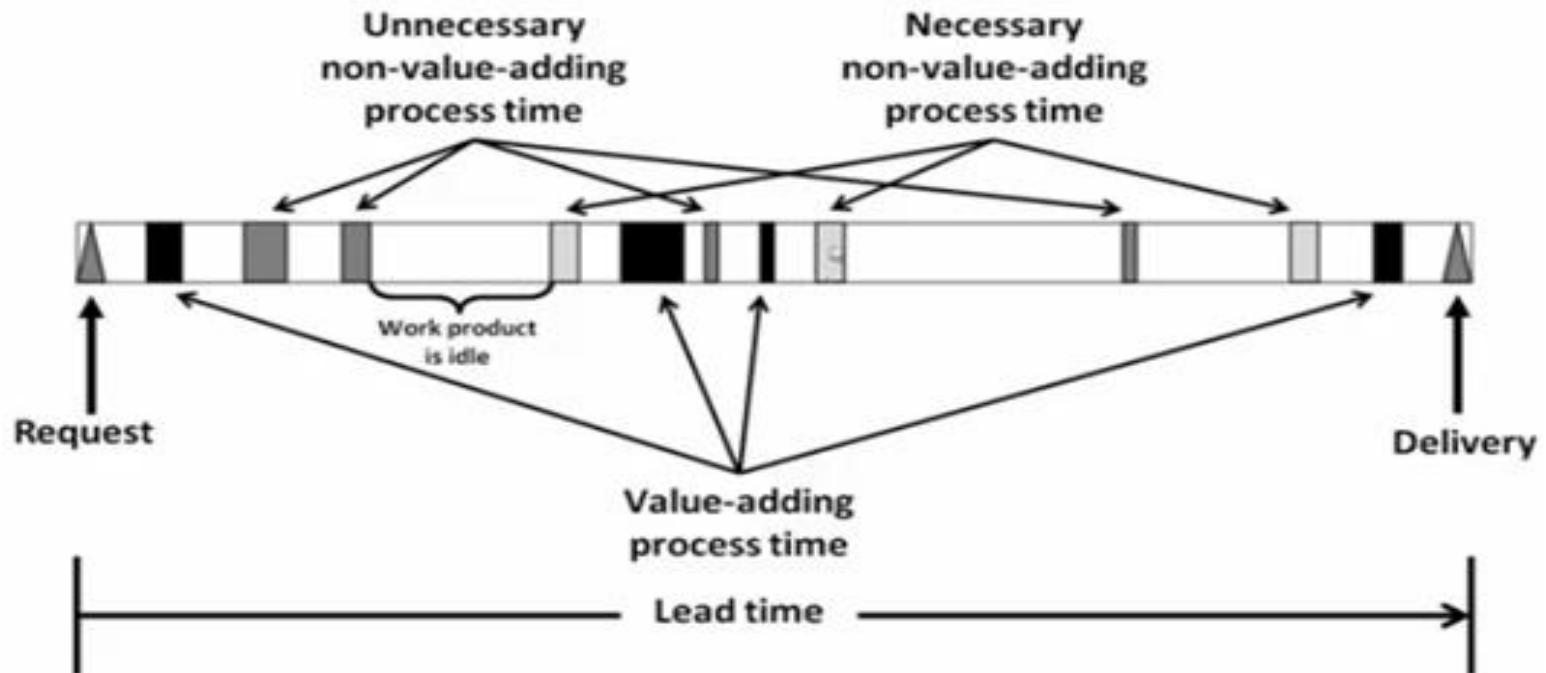 Unnecessary
non-value-adding
process time
Necessary
non-value-adding
process time
Work product
is idle
Request
Delivery
Value-adding
process time
Lead time